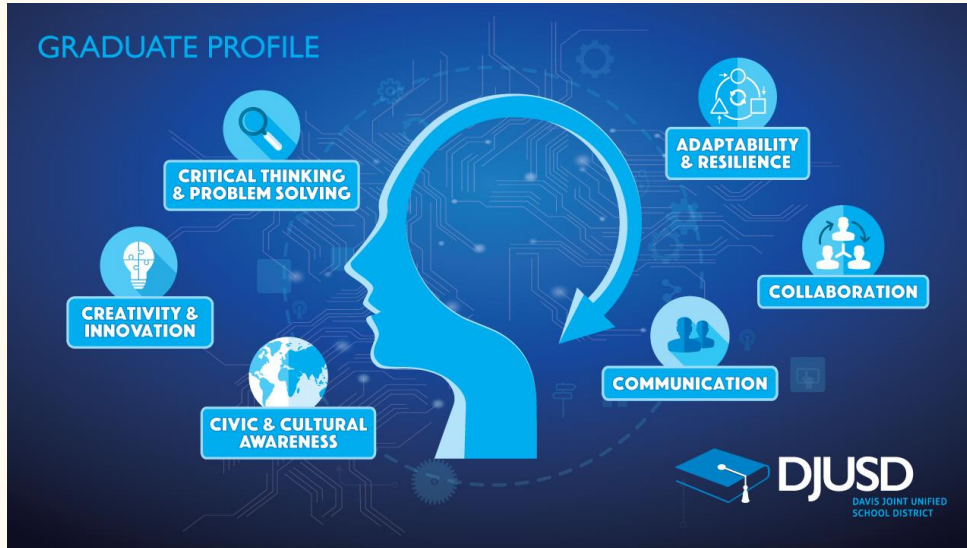 GRADUATE PROFILE
CRITICAL THINKING
& PROBLEM SOLVING
CREATIVITY &
INNOVATION
CIVIC & CULTURAL
AWARENESS
ADAPTABILITY
& RESILIENCE
COLLABORATION
COMMUNICATION
DJUSD
DAVIS JOINT UNIFIED
SCHOOL DISTRICT